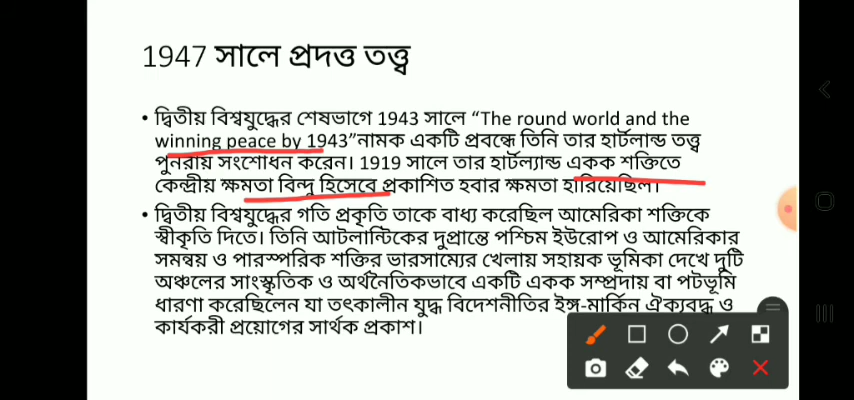 1947 সালে প্রদত্ত তত্ত্ব
• দ্বিতীয় বিশ্বযুদ্ধের শেষভাগে 1943 সালে “The round world and the
winning peace by 1943”নামক একটি প্রবন্ধে তিনি তার হার্টলান্ড তত্ত্ব
পুনরায় সংশোধন করেন। 1919 সালে তার হার্টল্যান্ড একক শক্তিতে
কেন্দ্রীয় ক্ষমতা বিন্দু হিসেবে প্রকাশিত হবার ক্ষমতা হারিয়েছিল।
• দ্বিতীয় বিশ্বযুদ্ধের গতি প্রকৃতি তাকে বাধ্য করেছিল আমেরিকা শক্তিকে
স্বীকৃতি দিতে। তিনি আটলান্টিকের দুপ্রান্তে পশ্চিম ইউরোপ ও আমেরিকার
সমন্বয় ও পারস্পরিক শক্তির ভারসাম্যের খেলায় সহায়ক ভূমিকা দেখে দুটি
অঞ্চলের সাংস্কৃতিক ও অর্থনৈতিকভাবে একটি একক সম্প্রদায় বা পটভূমি
ধারণা করেছিলেন যা তৎকালীন যুদ্ধ বিদেশনীতির ইঙ্গ-মার্কিন ঐক্যবদ্ধ ও
কার্যকরী প্রয়োগের সার্থক প্রকাশ।